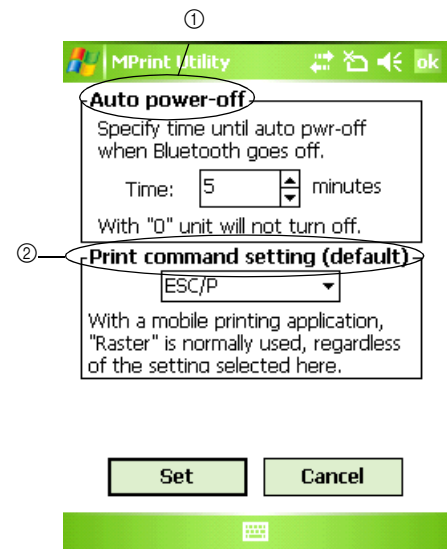 ①
MPrint Utility ok
Auto power-off
Specify time until auto pwr-off
when Bluetooth goes off.
Time: 5 minutes
With "0" unit will not turn off.
②
Print command setting (default)
ESC/P
With a mobile printing application,
"Raster" is normally used, regardless
of the setting selected here.
Set Cancel